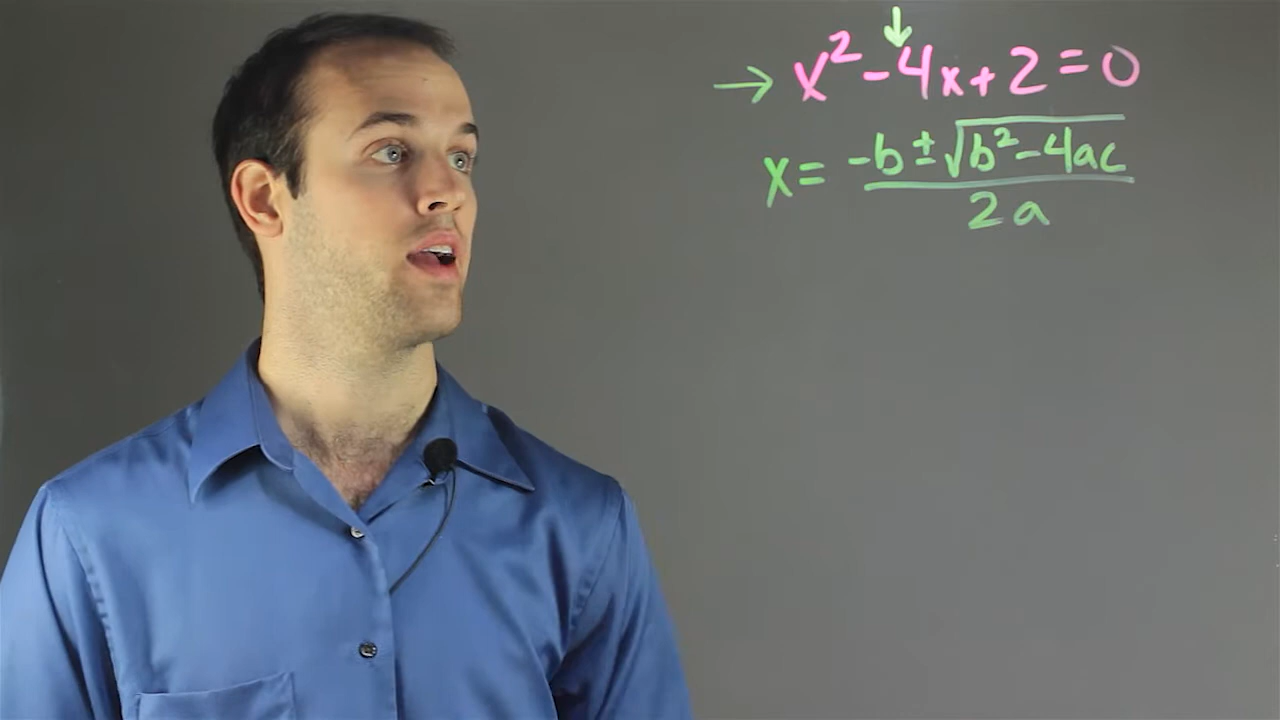 → x² - 4x + 2 = 0
x = -b ± √b² - 4ac / 2a